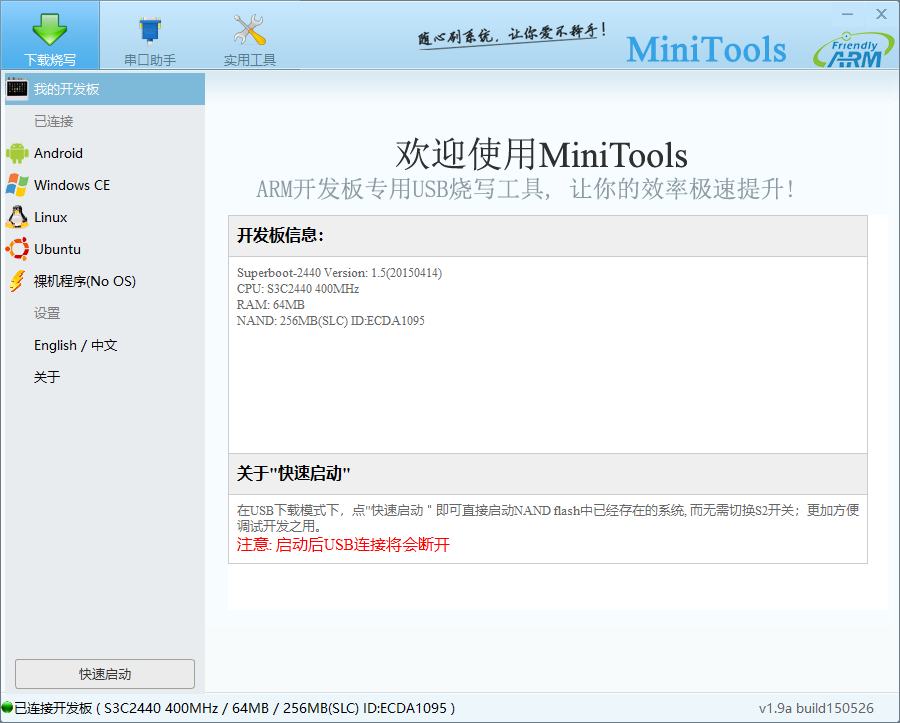 随心刷系统，让你爱不释手！
MiniTools
Friendly
ARM
下载烧写
串口助手
实用工具
我的开发板
已连接
Android
Windows CE
Linux
Ubuntu
裸机程序(No OS)
设置
English / 中文
关于
快速启动
欢迎使用MiniTools
ARM开发板专用USB烧写工具，让你的效率极速提升！
开发板信息：
Superboot-2440 Version: 1.5(20150414)
CPU: S3C2440 400MHz
RAM: 64MB
NAND: 256MB(SLC) ID:ECDA1095
关于"快速启动"
在USB下载模式下，点"快速启动 " 即可直接启动NAND flash中已经存在的系统, 而无需切换S2开关；更加方便
调试开发之用。
注意: 启动后USB连接将会断开
已连接开发板 ( S3C2440 400MHz / 64MB / 256MB(SLC) ID:ECDA1095 )
v1.9a build150526